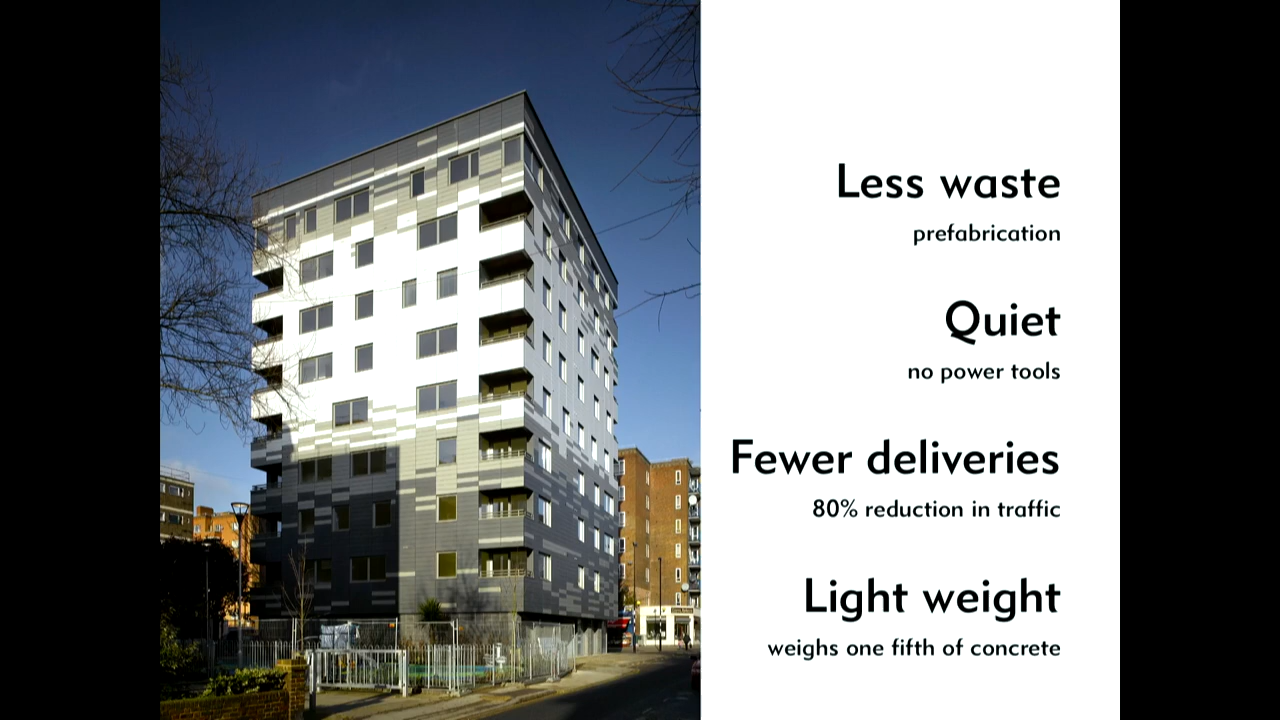 Less waste
prefabrication
Quiet
no power tools
Fewer deliveries
80% reduction in traffic
Light weight
weighs one fifth of concrete